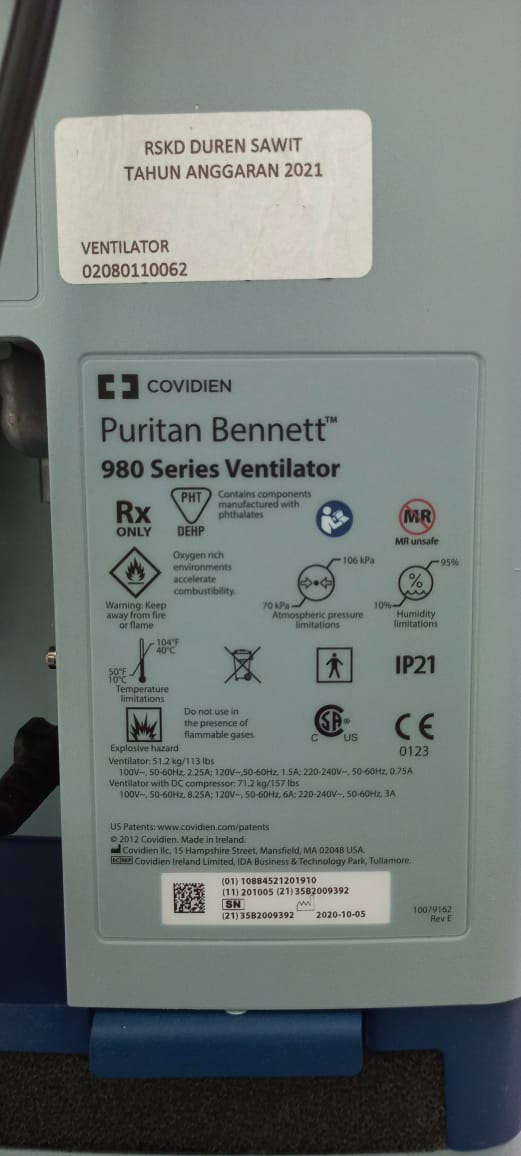 RSKD DUREN SAWIT
TAHUN ANGGARAN 2021
VENTILATOR
02080110062
COVIDIEN
Puritan Bennett™
980 Series Ventilator
Rx
ONLY
PHT
DEHP
Contains components
manufactured with
phthalates
MR
MR unsafe
Warning: Keep
away from fire
or flame
Oxygen rich
environments
accelerate
combustibility.
106 kPa
70 kPa
Atmospheric pressure
limitations
95%
%
10%
Humidity
limitations
104°F
40°C
50°F
10°C
Temperature
limitations
IP21
Explosive hazard
Do not use in
the presence of
flammable gases.
CSA®
C US
CE
0123
Ventilator: 51.2 kg/113 lbs
100V~, 50-60Hz, 2.25A; 120V~,50-60Hz, 1.5A; 220-240V~, 50-60Hz, 0.75A
Ventilator with DC compressor: 71.2 kg/157 lbs
100V~, 50-60Hz, 8.25A; 120V~, 50-60Hz, 6A; 220-240V~, 50-60Hz, 3A
US Patents: www.covidien.com/patents
© 2012 Covidien. Made in Ireland.
Covidien llc, 15 Hampshire Street, Mansfield, MA 02048 USA.
EC REP Covidien Ireland Limited, IDA Business & Technology Park, Tullamore.
(01) 10884521201910
(11) 201005 (21) 35B2009392
SN
(21) 35B2009392 2020-10-05
10079162
Rev E